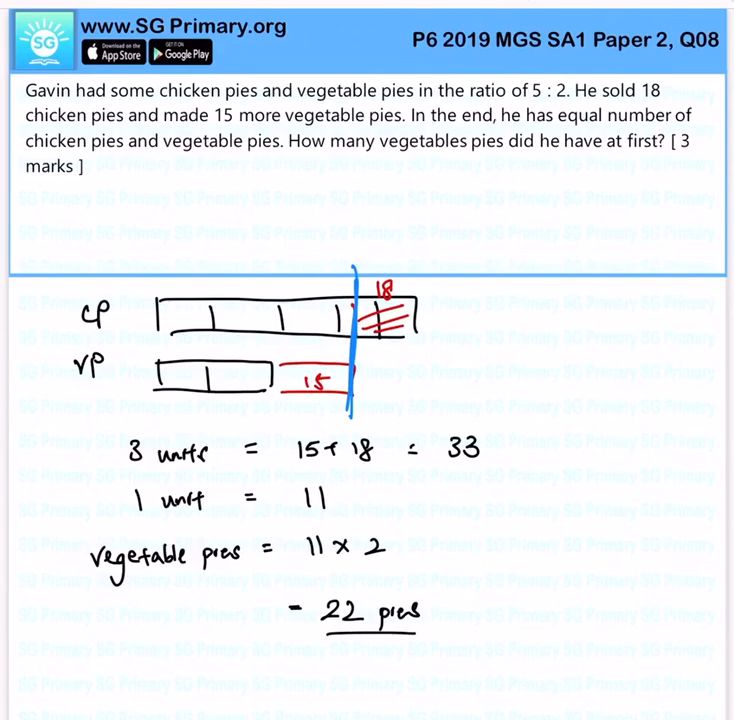 www.SG Primary.org
SG
Download on the App Store
GET IT ON Google Play
P6 2019 MGS SA1 Paper 2, Q08
Gavin had some chicken pies and vegetable pies in the ratio of 5 : 2. He sold 18
chicken pies and made 15 more vegetable pies. In the end, he has equal number of
chicken pies and vegetable pies. How many vegetables pies did he have at first? [ 3
marks ]
18
CP
VP
15
3 units = 15 + 18 = 33
1 unit = 11
vegetable pies = 11 x 2
= 22 pies